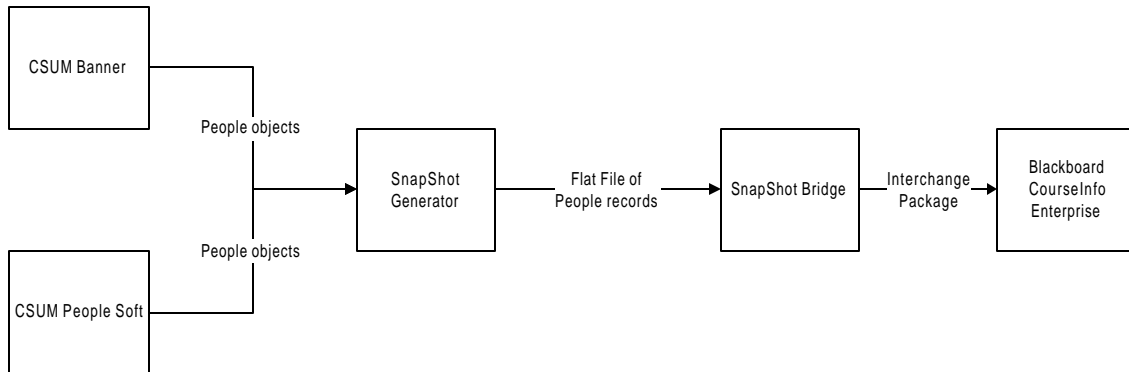 CSUM Banner
People objects
SnapShot
Generator
Flat File of
People records
SnapShot Bridge
Interchange
Package
Blackboard
CourseInfo
Enterprise
People objects
CSUM People Soft